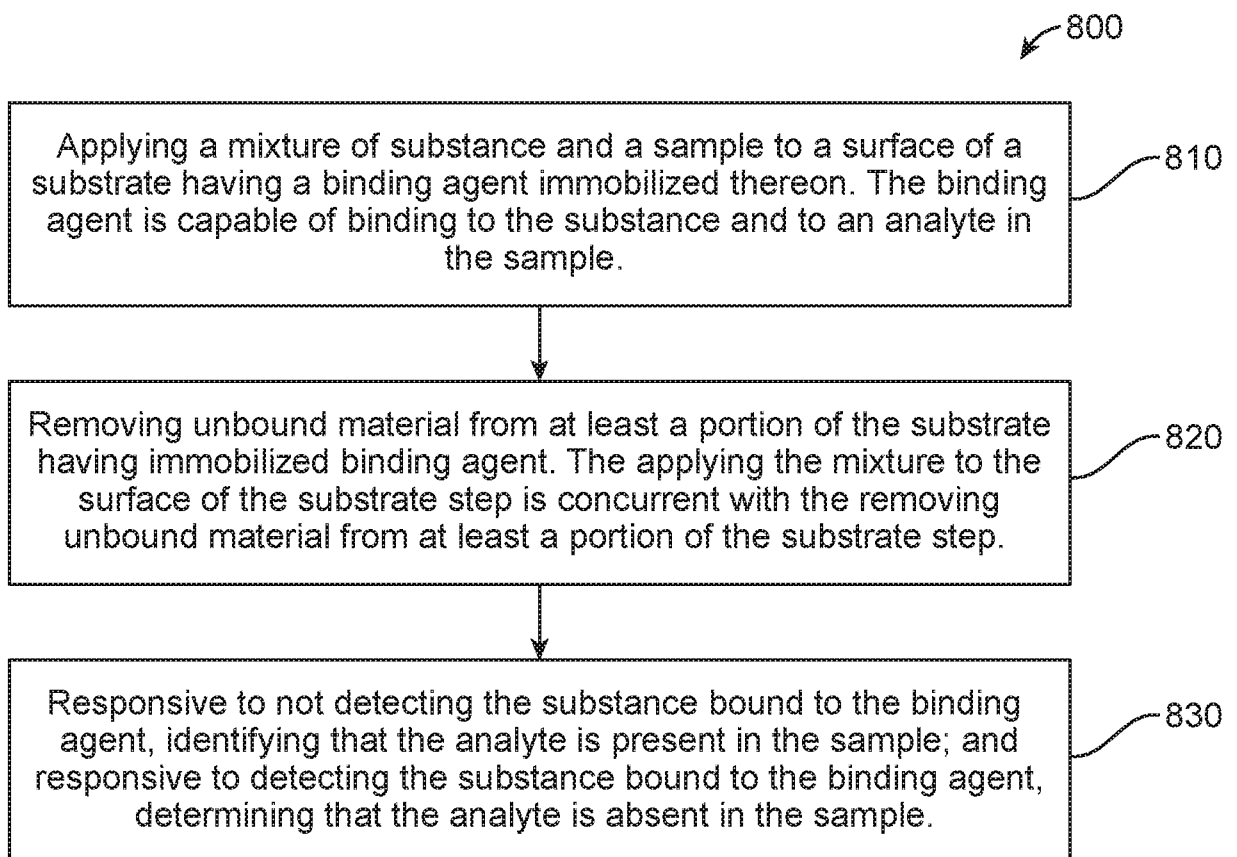 800
Applying a mixture of substance and a sample to a surface of a
substrate having a binding agent immobilized thereon. The binding
agent is capable of binding to the substance and to an analyte in
the sample.
810
Removing unbound material from at least a portion of the substrate
having immobilized binding agent. The applying the mixture to the
surface of the substrate step is concurrent with the removing
unbound material from at least a portion of the substrate step.
820
Responsive to not detecting the substance bound to the binding
agent, identifying that the analyte is present in the sample; and
responsive to detecting the substance bound to the binding agent,
determining that the analyte is absent in the sample.
830